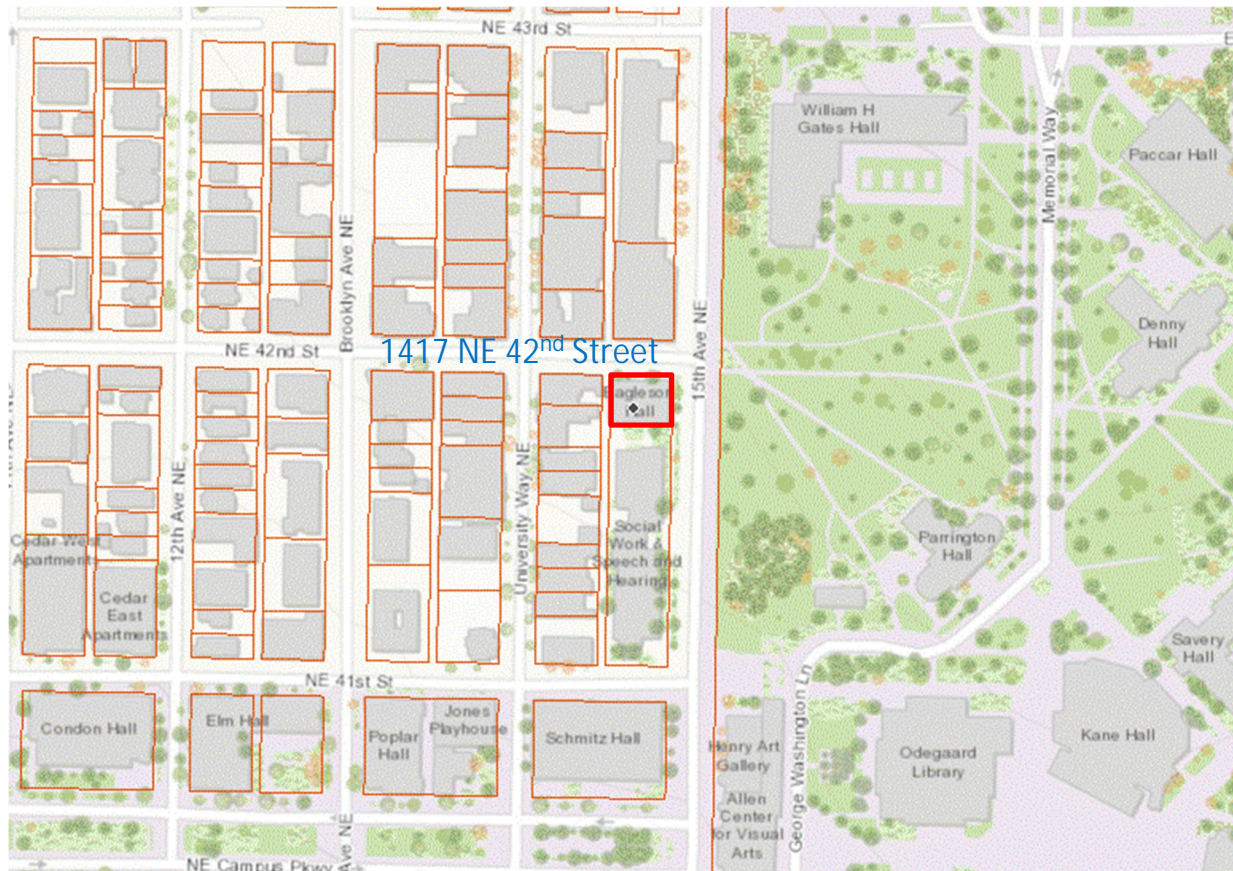 NE 43rd St
William H
Gates Hall
Memorial Way
Paccar Hall
Brooklyn Ave NE
15th Ave NE
Denny
Hall
NE 42nd St
1417 NE 42nd Street
Eagleson
Hall
12th Ave NE
University Way NE
Social
Work &
Speech and
Hearing
Parrington
Hall
Cedar West
Apartments
Cedar
East
Apartments
Savery
Hall
NE 41st St
George Washington Ln
Condon Hall
Elm Hall
Poplar
Hall
Jones
Playhouse
Schmitz Hall
Henry Art
Gallery
Allen
Center
for Visual
Arts
Odegaard
Library
Kane Hall
NE Campus Pkwy
Ave NE